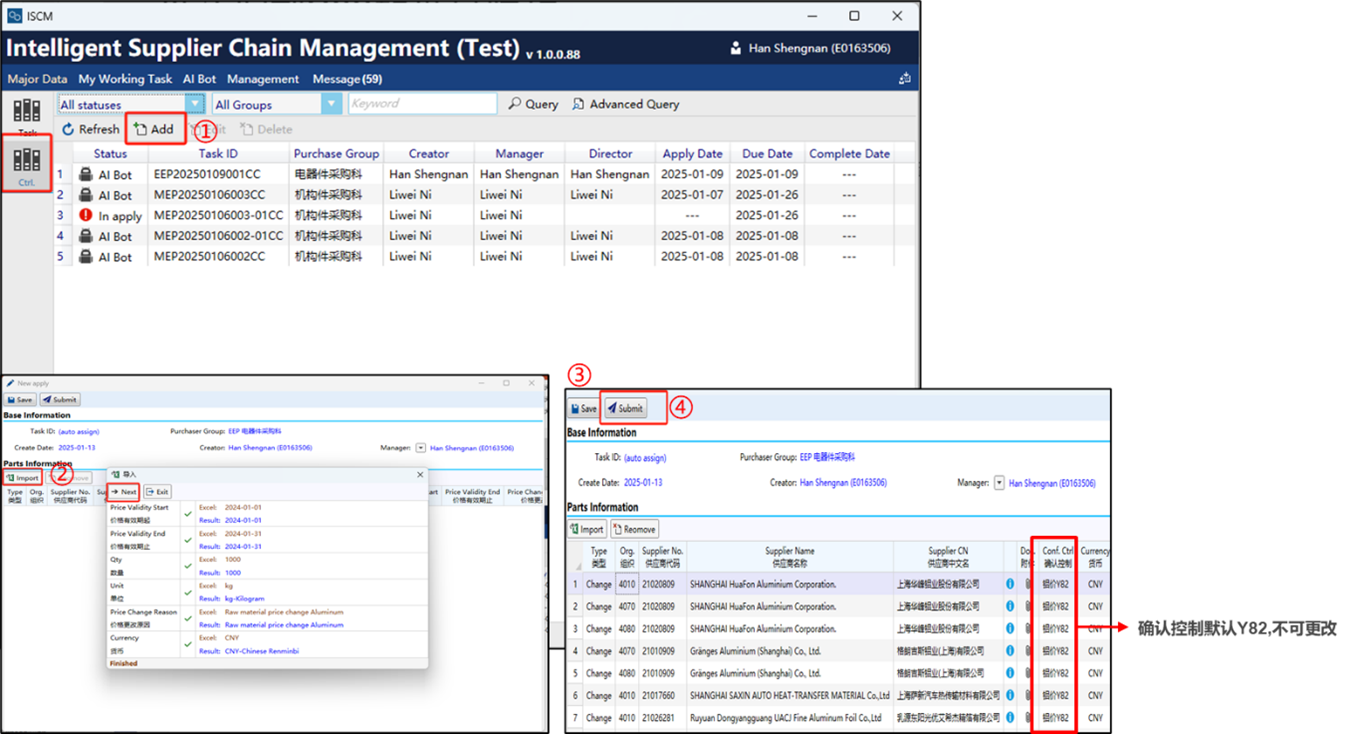 ISCM
Intelligent Supplier Chain Management (Test) v 1.0.0.88
Han Shengnan (E0163506)
Major Data My Working Task AI Bot Management Message(59)
All statuses All Groups Keyword Query Advanced Query
Task
Refresh Add ① Delete
Ctrl.
Status Task ID Purchase Group Creator Manager Director Apply Date Due Date Complete Date
1 AI Bot EEP20250109001CC 电器件采购科 Han Shengnan Han Shengnan Han Shengnan 2025-01-09 2025-01-09 ---
2 AI Bot MEP20250106003CC 机构件采购科 Liwei Ni Liwei Ni Liwei Ni 2025-01-07 2025-01-26 ---
3 In apply MEP20250106003-01CC 机构件采购科 Liwei Ni Liwei Ni --- 2025-01-26 ---
4 AI Bot MEP20250106002-01CC 机构件采购科 Liwei Ni Liwei Ni Liwei Ni 2025-01-08 2025-01-08 ---
5 AI Bot MEP20250106002CC 机构件采购科 Liwei Ni Liwei Ni Liwei Ni 2025-01-08 2025-01-08 ---
New apply
Save Submit
Base Information
Task ID: (auto assign) Purchaser Group: EEP 电器件采购科
Create Date: 2025-01-13 Creator: Han Shengnan (E0163506) Manager: Han Shengnan (E0163506)
Parts Information
Import ②
Type Org. Supplier No. Price Validity End Price Chan
类型 组织 供应商代码 价格有效期止
导入
Next Exit
Price Validity Start Excel: 2024-01-01
价格有效期起 Result: 2024-01-01
Price Validity End Excel: 2024-01-31
价格有效期止 Result: 2024-01-31
Qty Excel: 1000
数量 Result: 1000
Unit Excel: kg
单位 Result: kg-Kilogram
Price Change Reason Excel: Raw material price change Aluminum
价格更改原因 Result: Raw material price change Aluminum
Currency Excel: CNY
货币 Result: CNY-Chinese Renminbi
Finished
③
Save Submit ④
Base Information
Task ID: (auto assign) Purchaser Group: EEP 电器件采购科
Create Date: 2025-01-13 Creator: Han Shengnan (E0163506) Manager: Han Shengnan (E0163506)
Parts Information
Import Reomove
Type Org. Supplier No. Supplier Name Supplier CN Conf. Ctrl Currency
类型 组织 供应商代码 供应商名称 供应商中文名 确认控制 货币
1 Change 4010 21020809 SHANGHAI HuaFon Aluminium Corporation. 上海华峰铝业股份有限公司 铝价Y82 CNY
2 Change 4070 21020809 SHANGHAI HuaFon Aluminium Corporation. 上海华峰铝业股份有限公司 铝价Y82 CNY
3 Change 4080 21020809 SHANGHAI HuaFon Aluminium Corporation. 上海华峰铝业股份有限公司 铝价Y82 CNY
4 Change 4070 21010909 Gränges Aluminium (Shanghai) Co., Ltd. 格朗吉斯铝业(上海)有限公司 铝价Y82 CNY
5 Change 4080 21010909 Gränges Aluminium (Shanghai) Co., Ltd. 格朗吉斯铝业(上海)有限公司 铝价Y82 CNY
6 Change 4010 21017660 SHANGHAI SAXIN AUTO HEAT-TRANSFER MATERIAL Co.,Ltd 上海萨新汽车热传输材料有限公司 铝价Y82 CNY
7 Change 4010 21026281 Ruyuan Dongyangguang UACJ Fine Aluminum Foil Co.,Ltd 乳源东阳光优艾希杰精箔有限公司 铝价Y82 CNY
确认控制默认Y82,不可更改